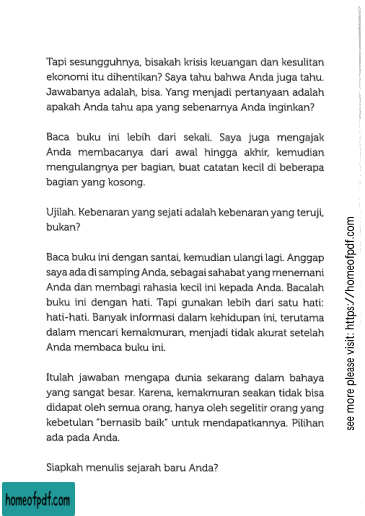 Tapi sesungguhnya, bisakah krisis keuangan dan kesulitan
ekonomi itu dihentikan? Saya tahu bahwa Anda juga tahu.
Jawabanya adalah, bisa. Yang menjadi pertanyaan adalah
apakah Anda tahu apa yang sebenarnya Anda inginkan?
Baca buku ini lebih dari sekali. Saya juga mengajak
Anda membacanya dari awal hingga akhir, kemudian
mengulangnya per bagian, buat catatan kecil di beberapa
bagian yang kosong.
Ujilah. Kebenaran yang sejati adalah kebenaran yang teruji,
bukan?
Baca buku ini dengan santai, kemudian ulangi lagi. Anggap
saya ada di samping Anda, sebagai sahabat yang menemani
Anda dan membagi rahasia kecil ini kepada Anda. Bacalah
buku ini dengan hati. Tapi gunakan lebih dari satu hati:
hati-hati. Banyak informasi dalam kehidupan ini, terutama
dalam mencari kemakmuran, menjadi tidak akurat setelah
Anda membaca buku ini.
Itulah jawaban mengapa dunia sekarang dalam bahaya
yang sangat besar. Karena, kemakmuran seakan tidak bisa
didapat oleh semua orang, hanya oleh segelitir orang yang
kebetulan "bernasib baik" untuk mendapatkannya. Pilihan
ada pada Anda.
Siapkah menulis sejarah baru Anda?
see more please visit: https://homeofpdf.com
homeofpdf.com